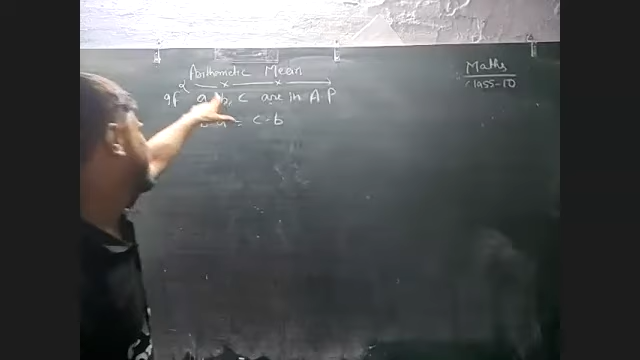 Arithmetic Mean
If a, b, c are in A P
a = c - b
Maths
Class-10